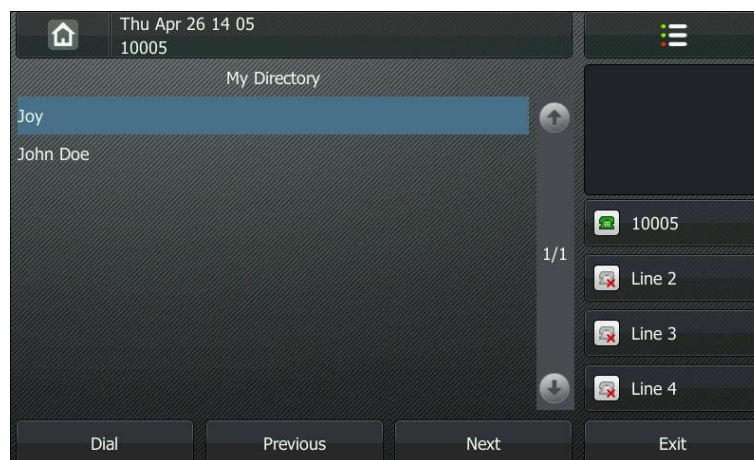 Thu Apr 26 14 05
10005
My Directory
Joy
John Doe
1/1
10005
Line 2
Line 3
Line 4
Dial
Previous
Next
Exit